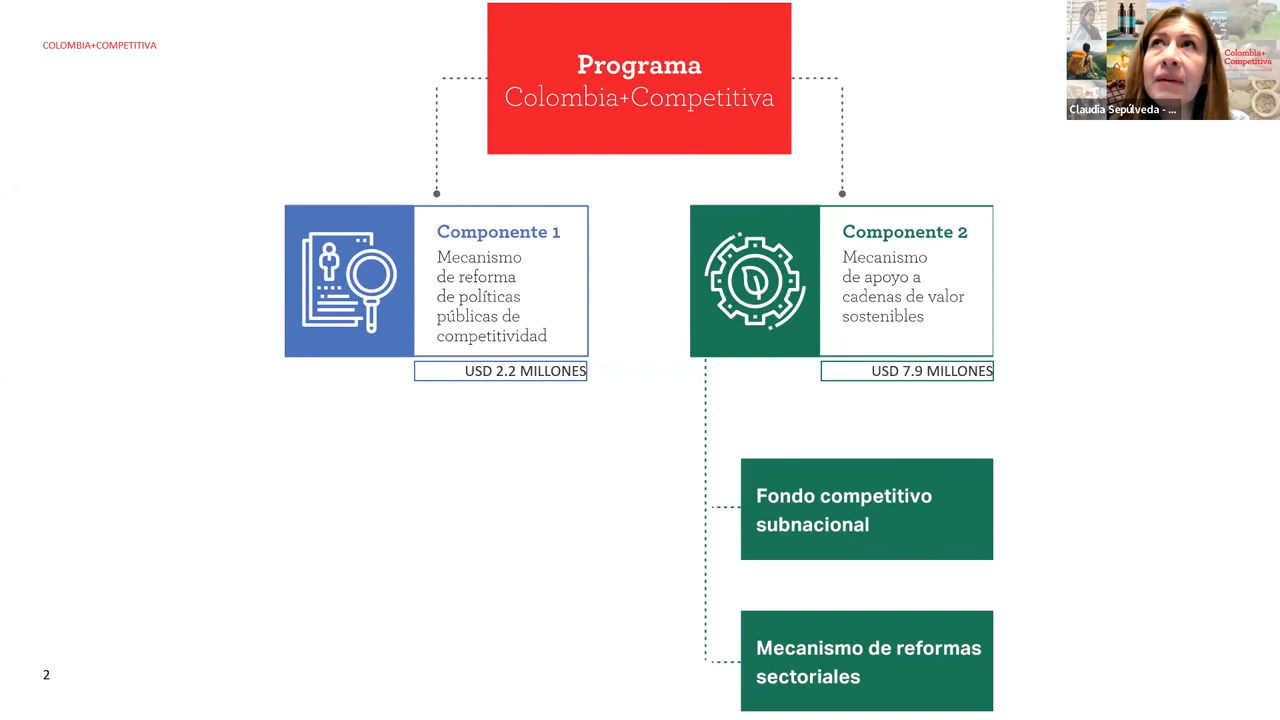 COLOMBIA+COMPETITIVA
Programa
Colombia+Competitiva
Colombia+
Competitiva
Claudia Sepúlveda - ...
Componente 1
Mecanismo
de reforma
de políticas
públicas de
competitividad
USD 2.2 MILLONES
Componente 2
Mecanismo
de apoyo a
cadenas de valor
sostenibles
USD 7.9 MILLONES
Fondo competitivo
subnacional
Mecanismo de reformas
sectoriales
2